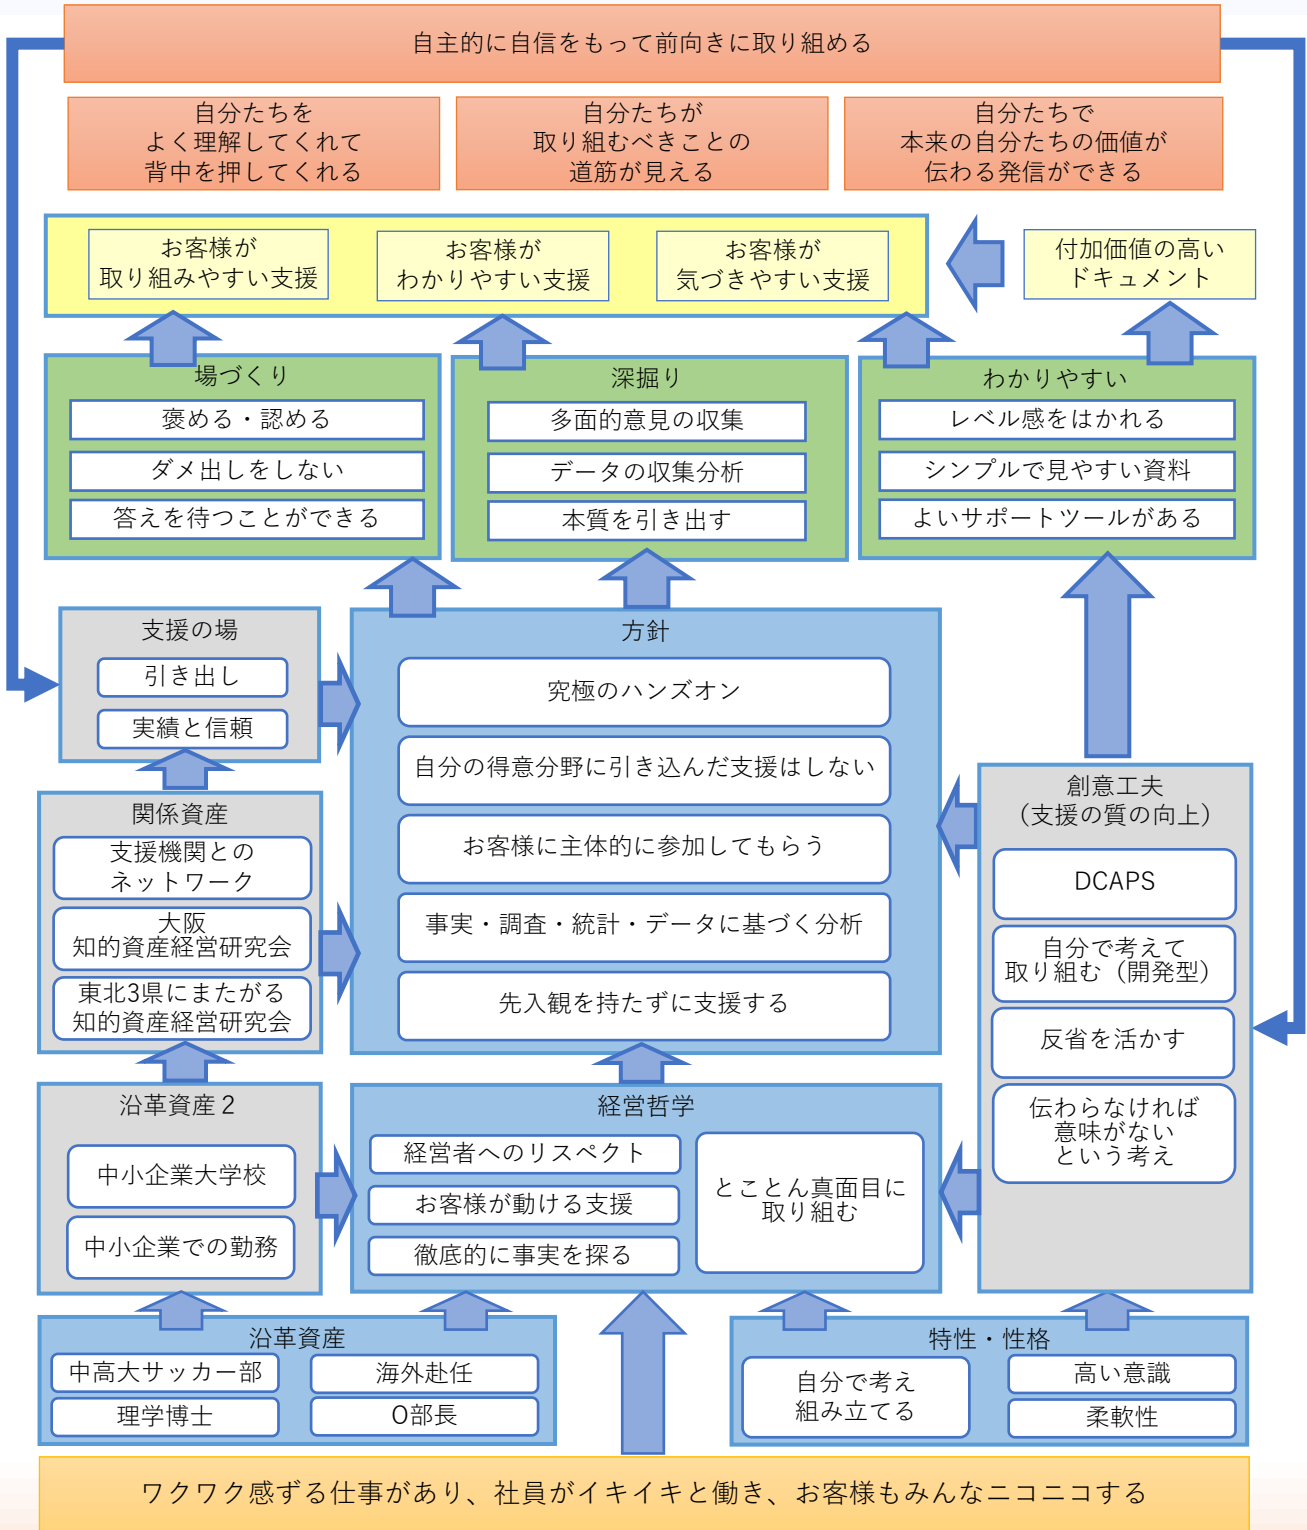 自主的に自信をもって前向きに取り組める
自分たちを
よく理解してくれて
背中を押してくれる
自分たちが
取り組むべきことの
道筋が見える
自分たちで
本来の自分たちの価値が
伝わる発信ができる
お客様が
取り組みやすい支援
お客様が
わかりやすい支援
お客様が
気づきやすい支援
付加価値の高い
ドキュメント
場づくり
褒める・認める
ダメ出しをしない
答えを待つことができる
深掘り
多面的意見の収集
データの収集分析
本質を引き出す
わかりやすい
レベル感をはかれる
シンプルで見やすい資料
よいサポートツールがある
支援の場
引き出し
実績と信頼
方針
究極のハンズオン
自分の得意分野に引き込んだ支援はしない
お客様に主体的に参加してもらう
事実・調査・統計・データに基づく分析
先入観を持たずに支援する
関係資産
支援機関との
ネットワーク
大阪
知的資産経営研究会
東北3県にまたがる
知的資産経営研究会
創意工夫
（支援の質の向上）
DCAPS
自分で考えて
取り組む（開発型）
反省を活かす
伝わらなければ
意味がない
という考え
沿革資産２
中小企業大学校
中小企業での勤務
経営哲学
経営者へのリスペクト
お客様が動ける支援
徹底的に事実を探る
とことん真面目に
取り組む
沿革資産
中高大サッカー部
海外赴任
理学博士
O部長
特性・性格
自分で考え
組み立てる
高い意識
柔軟性
ワクワク感ずる仕事があり、社員がイキイキと働き、お客様もみんなニコニコする